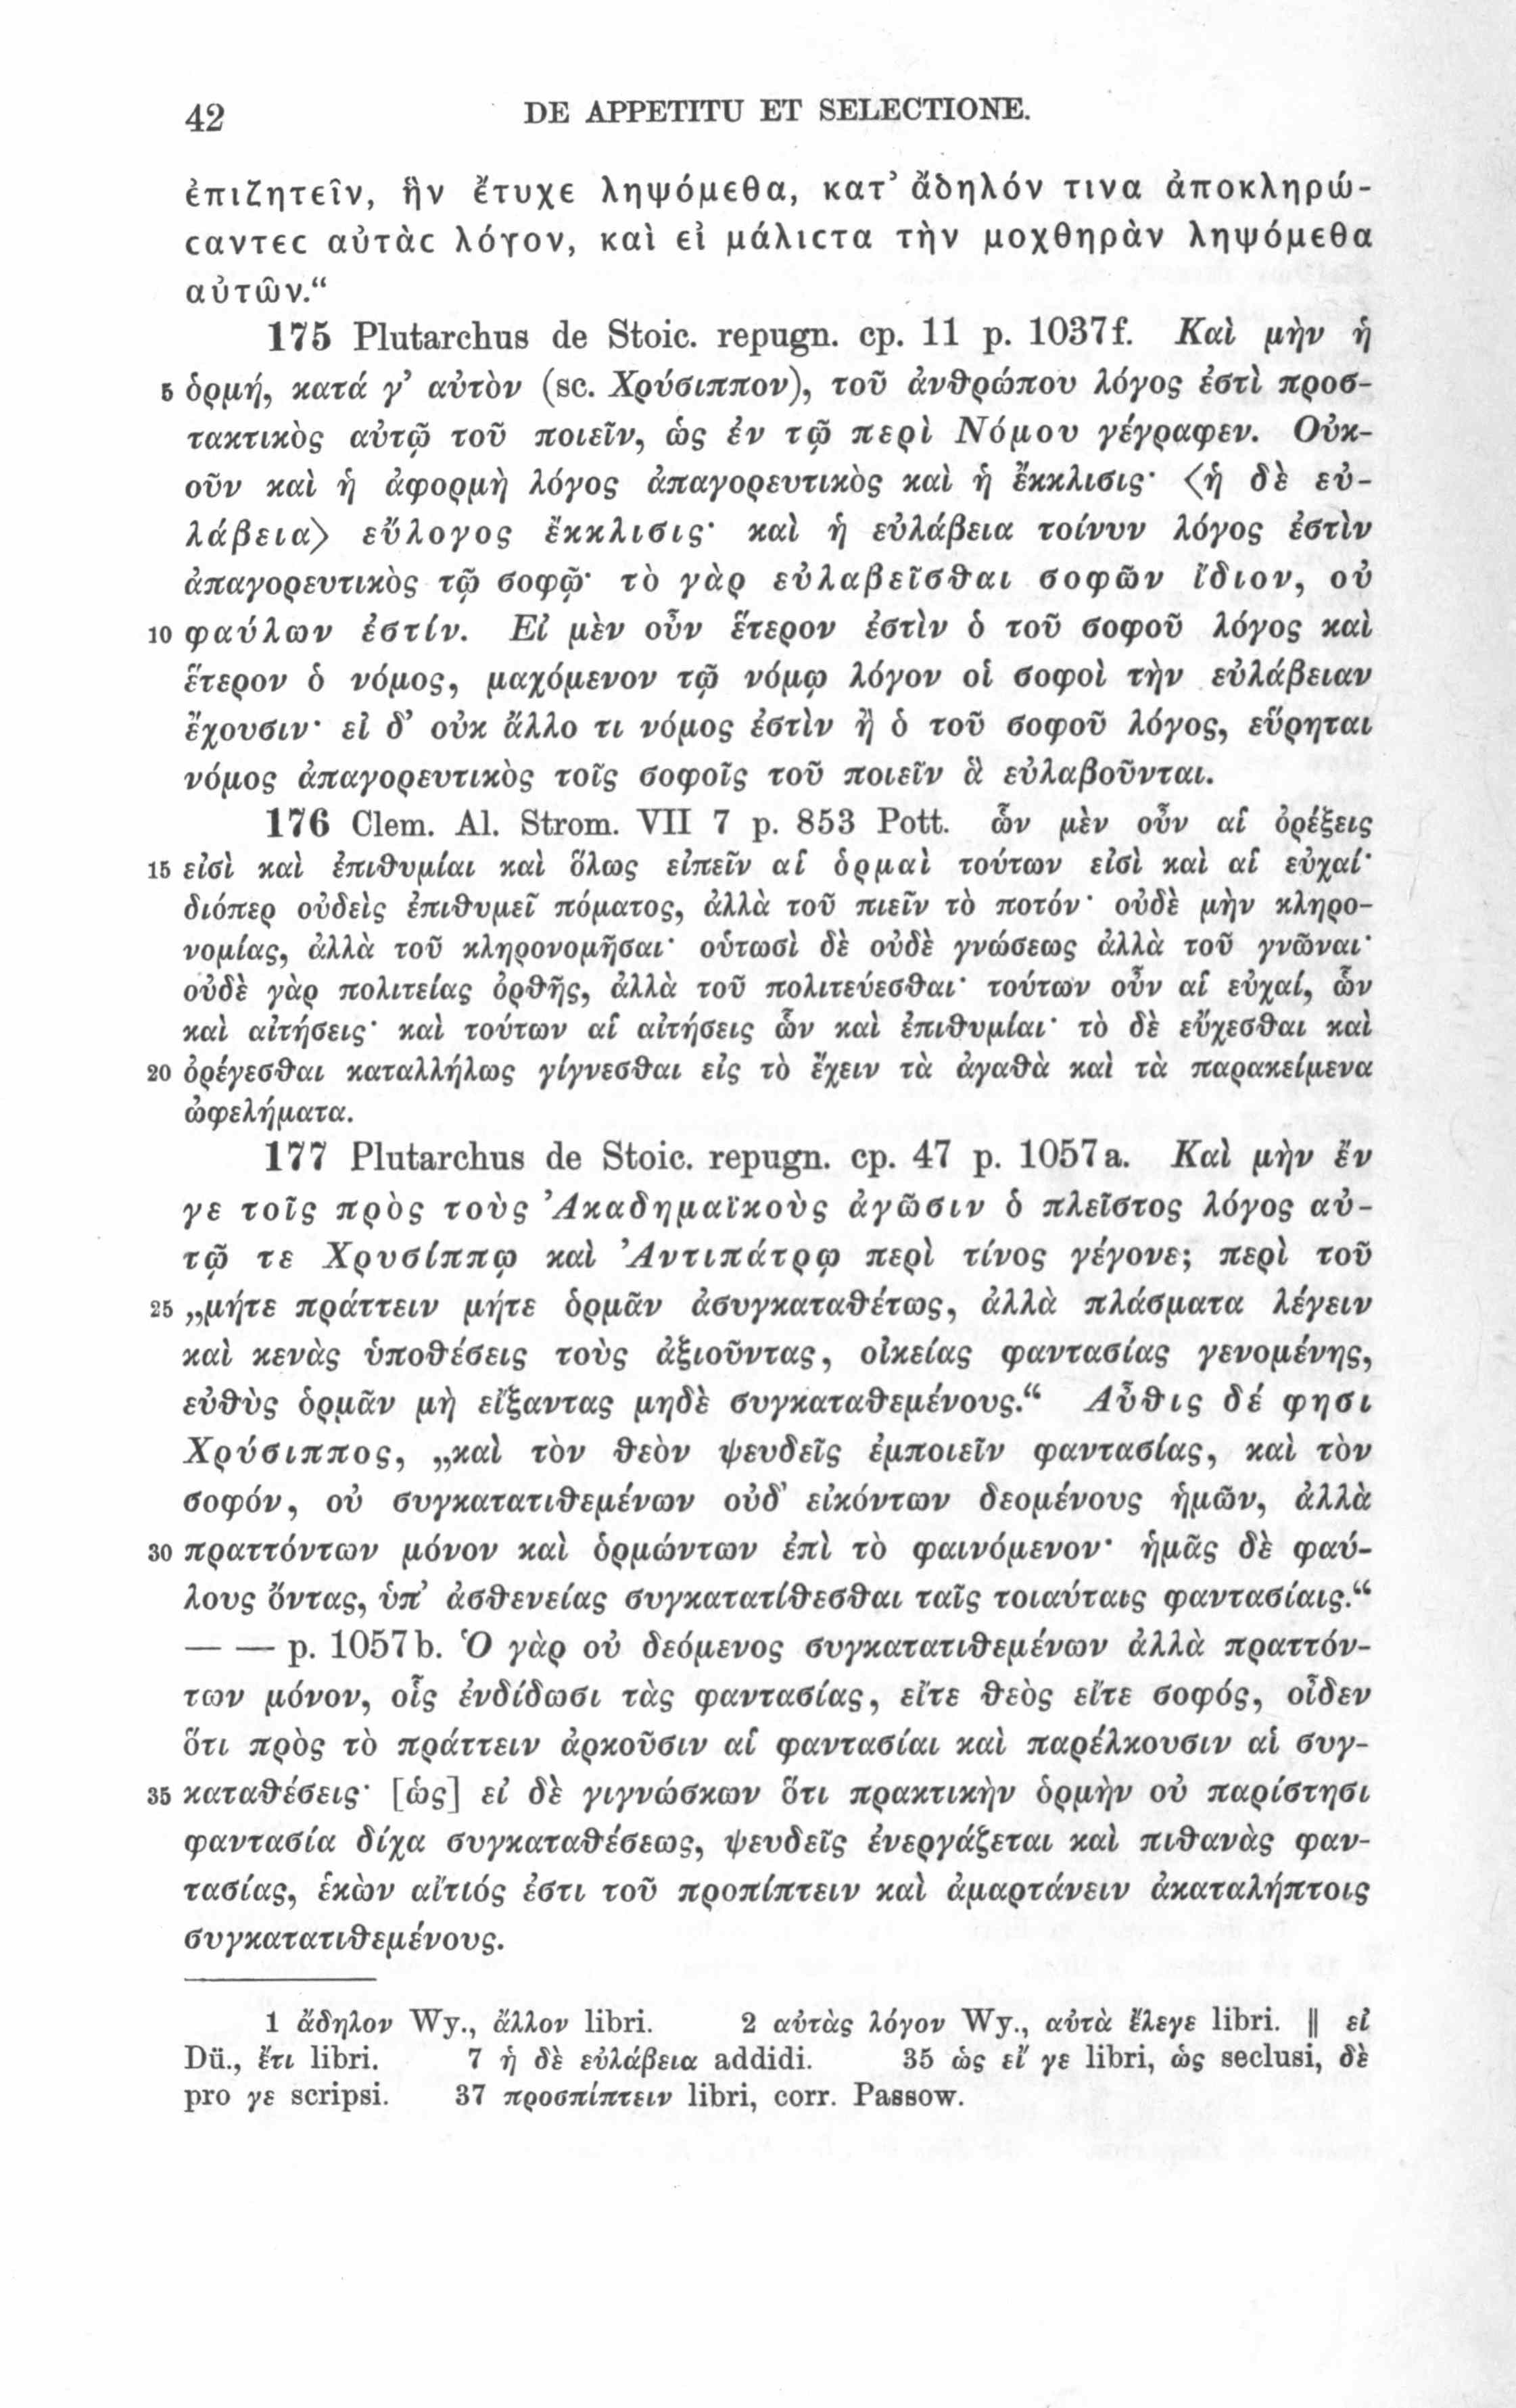 42 DE APPETITU ET SELECTIONE.
ἐπιζητεῖν, ἣν ἔτυχε ληψόμεθα, κατ’ ἄδηλόν τινα ἀποκληρώ-
cαντεc αὐτὰc λόγον, καὶ εἰ μάλιcτα τὴν μοχθηρὰν ληψόμεθα
αὐτῶν.“
175 Plutarchus de Stoic. repugn. cp. 11 p. 1037f. Καὶ μὴν ἡ
5 ὁρμή, κατά γ’ αὐτὸν (sc. Χρύσιππον), τοῦ ἀνθρώπου λόγος ἐστὶ προσ-
τακτικὸς αὐτῷ τοῦ ποιεῖν, ὡς ἐν τῷ περὶ Νόμου γέγραφεν. Οὐκ-
οῦν καὶ ἡ ἀφορμὴ λόγος ἀπαγορευτικὸς καὶ ἡ ἔκκλισις· 〈ἡ δὲ εὐ-
λάβεια〉 εὔλογος ἔκκλισις· καὶ ἡ εὐλάβεια τοίνυν λόγος ἐστὶν
ἀπαγορευτικὸς τῷ σοφῷ· τὸ γὰρ εὐλαβεῖσθαι σοφῶν ἴδιον, οὐ
10 φαύλων ἐστίν. Εἰ μὲν οὖν ἕτερον ἐστὶν ὁ τοῦ σοφοῦ λόγος καὶ
ἕτερον ὁ νόμος, μαχόμενον τῷ νόμῳ λόγον οἱ σοφοὶ τὴν εὐλάβειαν
ἔχουσιν· εἰ δ’ οὐκ ἄλλο τι νόμος ἐστὶν ἢ ὁ τοῦ σοφοῦ λόγος, εὕρηται
νόμος ἀπαγορευτικὸς τοῖς σοφοῖς τοῦ ποιεῖν ἃ εὐλαβοῦνται.
176 Clem. Al. Strom. VII 7 p. 853 Pott. ὧν μὲν οὖν αἱ ὀρέξεις
15 εἰσὶ καὶ ἐπιθυμίαι καὶ ὅλως εἰπεῖν αἱ ὁρμαὶ τούτων εἰσὶ καὶ αἱ εὐχαί·
διόπερ οὐδεὶς ἐπιθυμεῖ πόματος, ἀλλὰ τοῦ πιεῖν τὸ ποτόν· οὐδὲ μὴν κληρο-
νομίας, ἀλλὰ τοῦ κληρονομῆσαι· οὑτωσὶ δὲ οὐδὲ γνώσεως ἀλλὰ τοῦ γνῶναι·
οὐδὲ γὰρ πολιτείας ὀρθῆς, ἀλλὰ τοῦ πολιτεύεσθαι· τούτων οὖν αἱ εὐχαί, ὧν
καὶ αἰτήσεις· καὶ τούτων αἱ αἰτήσεις ὧν καὶ ἐπιθυμίαι· τὸ δὲ εὔχεσθαι καὶ
20 ὀρέγεσθαι καταλλήλως γίγνεσθαι εἰς τὸ ἔχειν τὰ ἀγαθὰ καὶ τὰ παρακείμενα
ὠφελήματα.
177 Plutarchus de Stoic. repugn. cp. 47 p. 1057a. Καὶ μὴν ἔν
γε τοῖς πρὸς τοὺς Ἀκαδημαϊκοὺς ἀγῶσιν ὁ πλεῖστος λόγος αὐ-
τῷ τε Χρυσίππῳ καὶ Ἀντιπάτρῳ περὶ τίνος γέγονε; περὶ τοῦ
25 „μήτε πράττειν μήτε ὁρμᾶν ἀσυγκαταθέτως, ἀλλὰ πλάσματα λέγειν
καὶ κενὰς ὑποθέσεις τοὺς ἀξιοῦντας, οἰκείας φαντασίας γενομένης,
εὐθὺς ὁρμᾶν μὴ εἴξαντας μηδὲ συγκαταθεμένους.“ Αὖθις δέ φησι
Χρύσιππος, „καὶ τὸν θεὸν ψευδεῖς ἐμποιεῖν φαντασίας, καὶ τὸν
σοφόν, οὐ συγκατατιθεμένων οὐδ’ εἰκόντων δεομένους ἡμῶν, ἀλλὰ
30 πραττόντων μόνον καὶ ὁρμώντων ἐπὶ τὸ φαινόμενον· ἡμᾶς δὲ φαύ-
λους ὄντας, ὑπ’ ἀσθενείας συγκατατίθεσθαι ταῖς τοιαύταις φαντασίαις.“
— — p. 1057b. Ὁ γὰρ οὐ δεόμενος συγκατατιθεμένων ἀλλὰ πραττόν-
των μόνον, οἷς ἐνδίδωσι τὰς φαντασίας, εἴτε θεὸς εἴτε σοφός, οἶδεν
ὅτι πρὸς τὸ πράττειν ἀρκοῦσιν αἱ φαντασίαι καὶ παρέλκουσιν αἱ συγ-
35 καταθέσεις· [ὡς] εἰ δὲ γιγνώσκων ὅτι πρακτικὴν ὁρμὴν οὐ παρίστησι
φαντασία δίχα συγκαταθέσεως, ψευδεῖς ἐνεργάζεται καὶ πιθανὰς φαν-
τασίας, ἑκὼν αἴτιός ἐστι τοῦ προπίπτειν καὶ ἁμαρτάνειν ἀκαταλήπτοις
συγκατατιθεμένους.
1 ἄδηλον Wy., ἄλλον libri. 2 αὐτὰς λόγον Wy., αὐτὰ ἔλεγε libri. ‖ εἰ
Dü., ἔτι libri. 7 ἡ δὲ εὐλάβεια addidi. 35 ὡς εἴ γε libri, ὡς seclusi, δὲ
pro γε scripsi. 37 προσπίπτειν libri, corr. Passow.